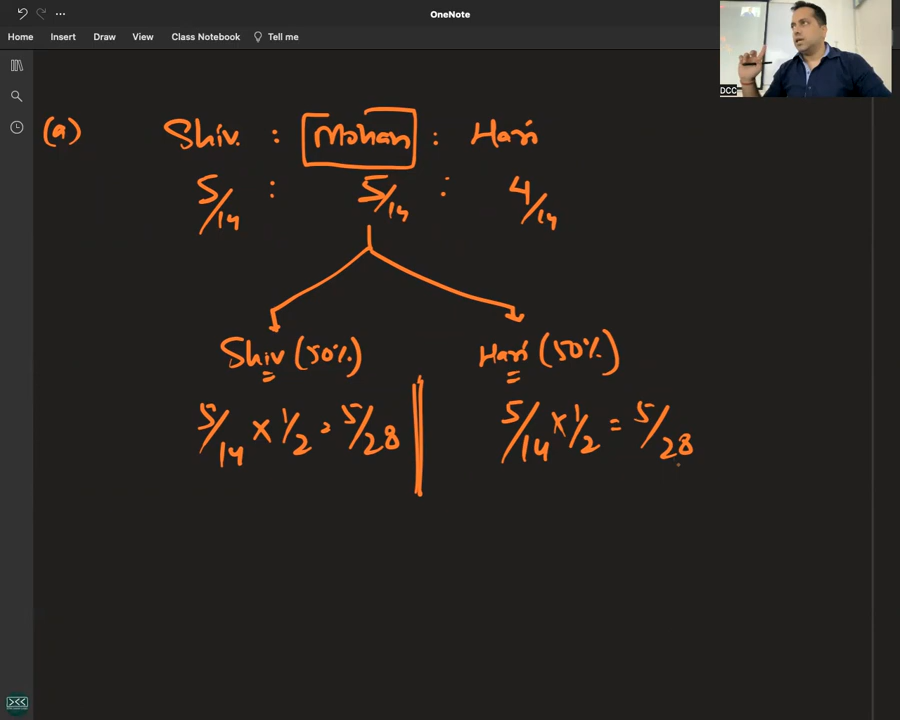 OneNote
Home Insert Draw View Class Notebook Tell me
DCC
(a) Shiv : Mohan : Hari
5/14 : 5/14 : 4/14
Shiv (50%) Hari (50%)
5/14 × 1/2 = 5/28 5/14 × 1/2 = 5/28
DCC